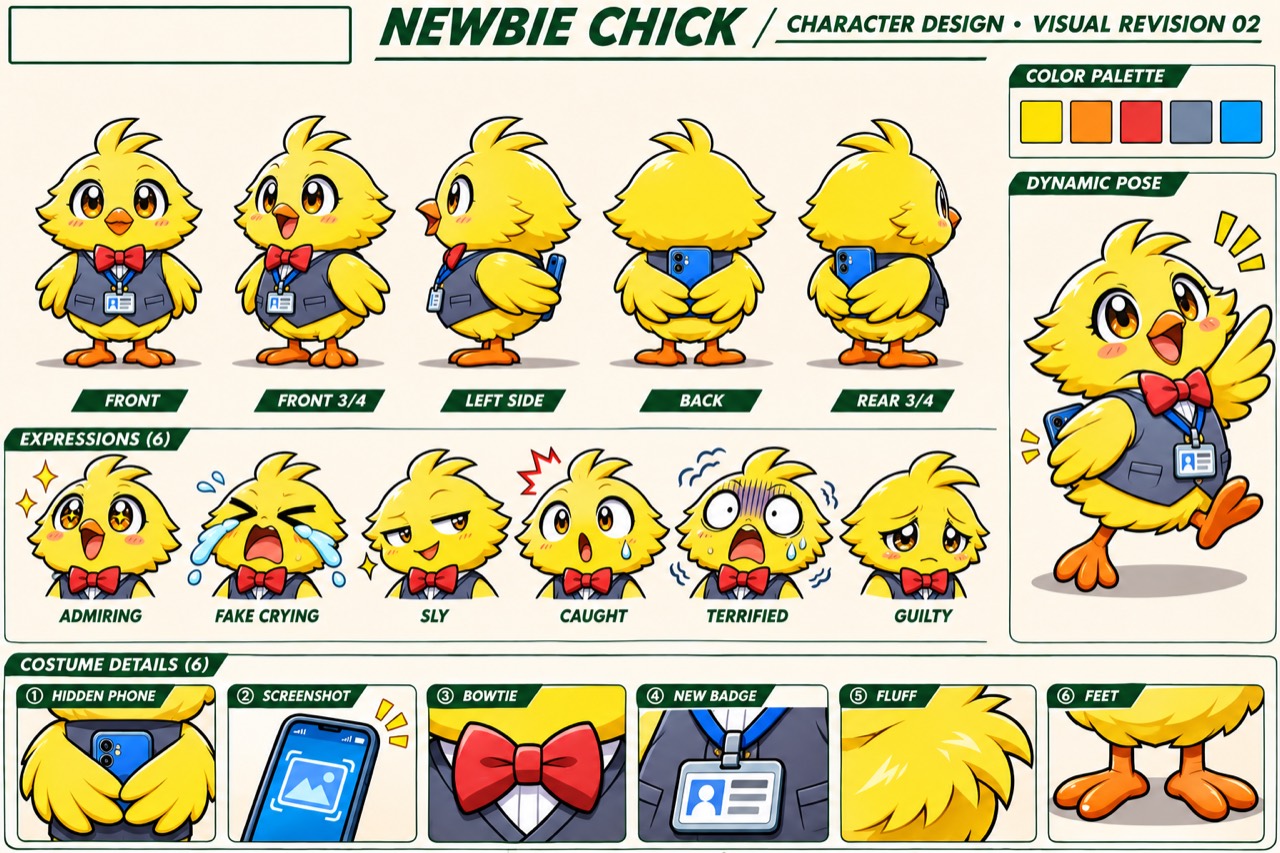 NEWBIE CHICK / CHARACTER DESIGN • VISUAL REVISION 02
COLOR PALETTE
DYNAMIC POSE
FRONT
FRONT 3/4
LEFT SIDE
BACK
REAR 3/4
EXPRESSIONS (6)
ADMIRING
FAKE CRYING
SLY
CAUGHT
TERRIFIED
GUILTY
COSTUME DETAILS (6)
① HIDDEN PHONE
② SCREENSHOT
③ BOWTIE
④ NEW BADGE
⑤ FLUFF
⑥ FEET